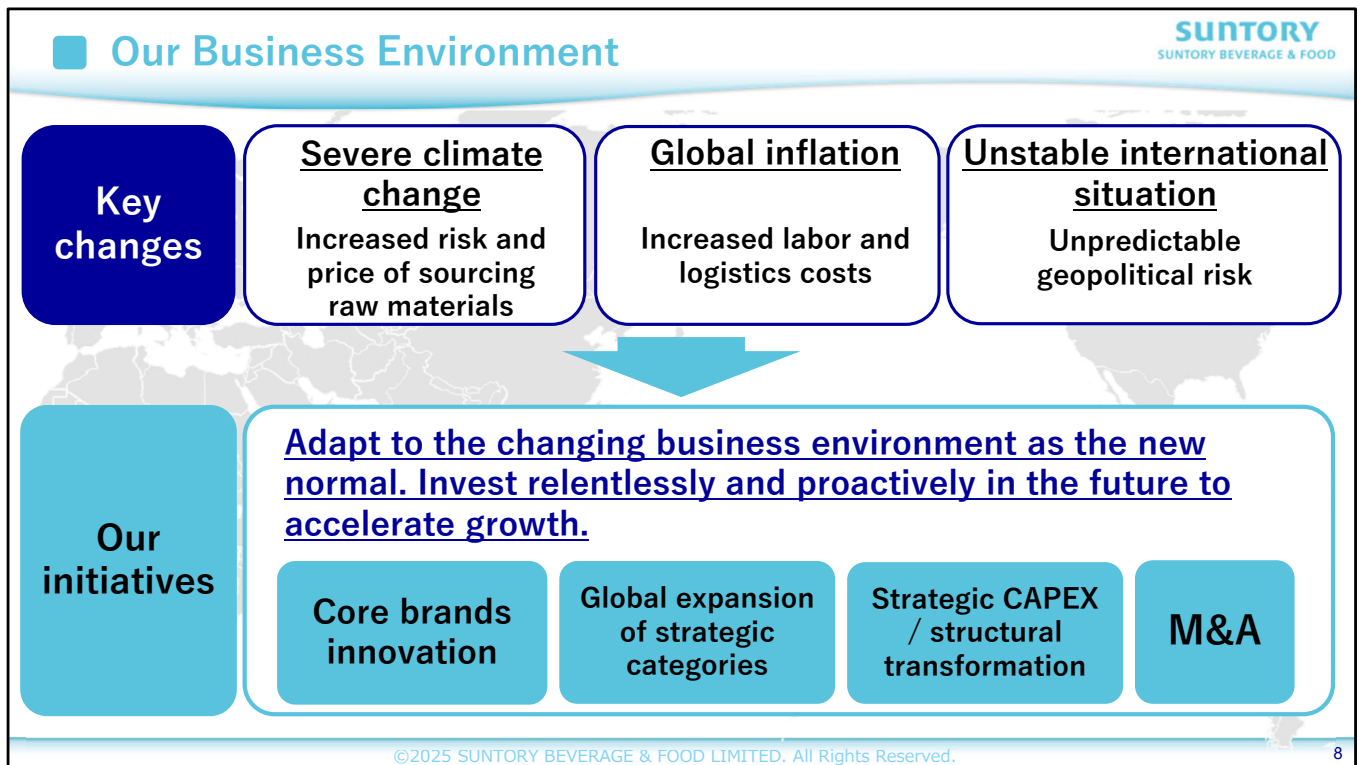 Our Business Environment
SUNTORY
SUNTORY BEVERAGE & FOOD
Key
changes
Severe climate
change
Increased risk and
price of sourcing
raw materials
Global inflation
Increased labor and
logistics costs
Unstable international
situation
Unpredictable
geopolitical risk
Our
initiatives
Adapt to the changing business environment as the new
normal. Invest relentlessly and proactively in the future to
accelerate growth.
Core brands
innovation
Global expansion
of strategic
categories
Strategic CAPEX
/ structural
transformation
M&A
©2025 SUNTORY BEVERAGE & FOOD LIMITED. All Rights Reserved.
8